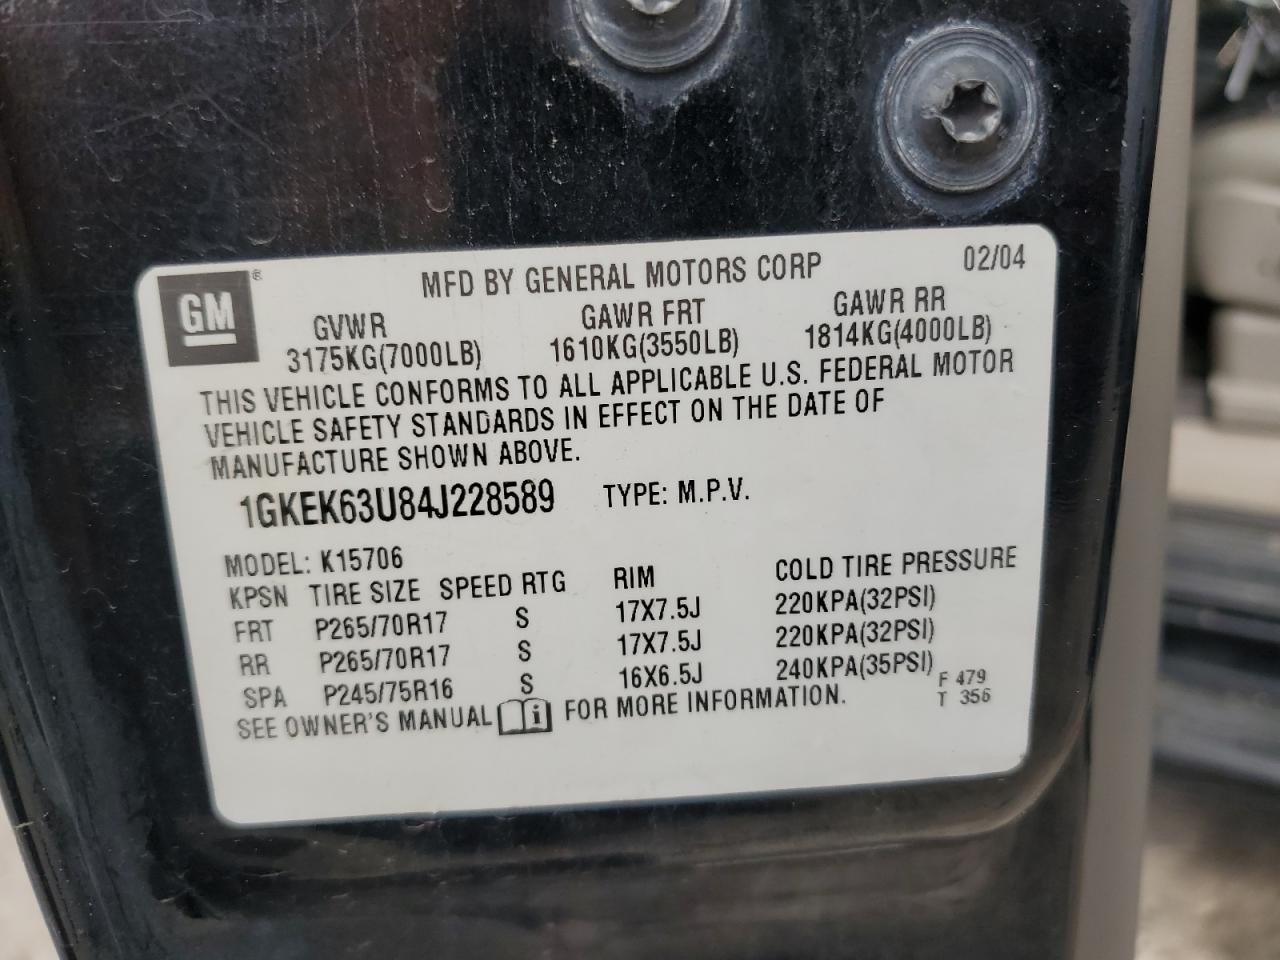 GM®
MFD BY GENERAL MOTORS CORP 02/04
GVWR GAWR FRT GAWR RR
3175KG(7000LB) 1610KG(3550LB) 1814KG(4000LB)
THIS VEHICLE CONFORMS TO ALL APPLICABLE U.S. FEDERAL MOTOR
VEHICLE SAFETY STANDARDS IN EFFECT ON THE DATE OF
MANUFACTURE SHOWN ABOVE.
1GKEK63U84J228589 TYPE: M.P.V.
MODEL: K15706
KPSN TIRE SIZE SPEED RTG RIM COLD TIRE PRESSURE
FRT P265/70R17 S 17X7.5J 220KPA(32PSI)
RR P265/70R17 S 17X7.5J 220KPA(32PSI)
SPA P245/75R16 S 16X6.5J 240KPA(35PSI)
SEE OWNER'S MANUAL i FOR MORE INFORMATION.
F 479
T 356